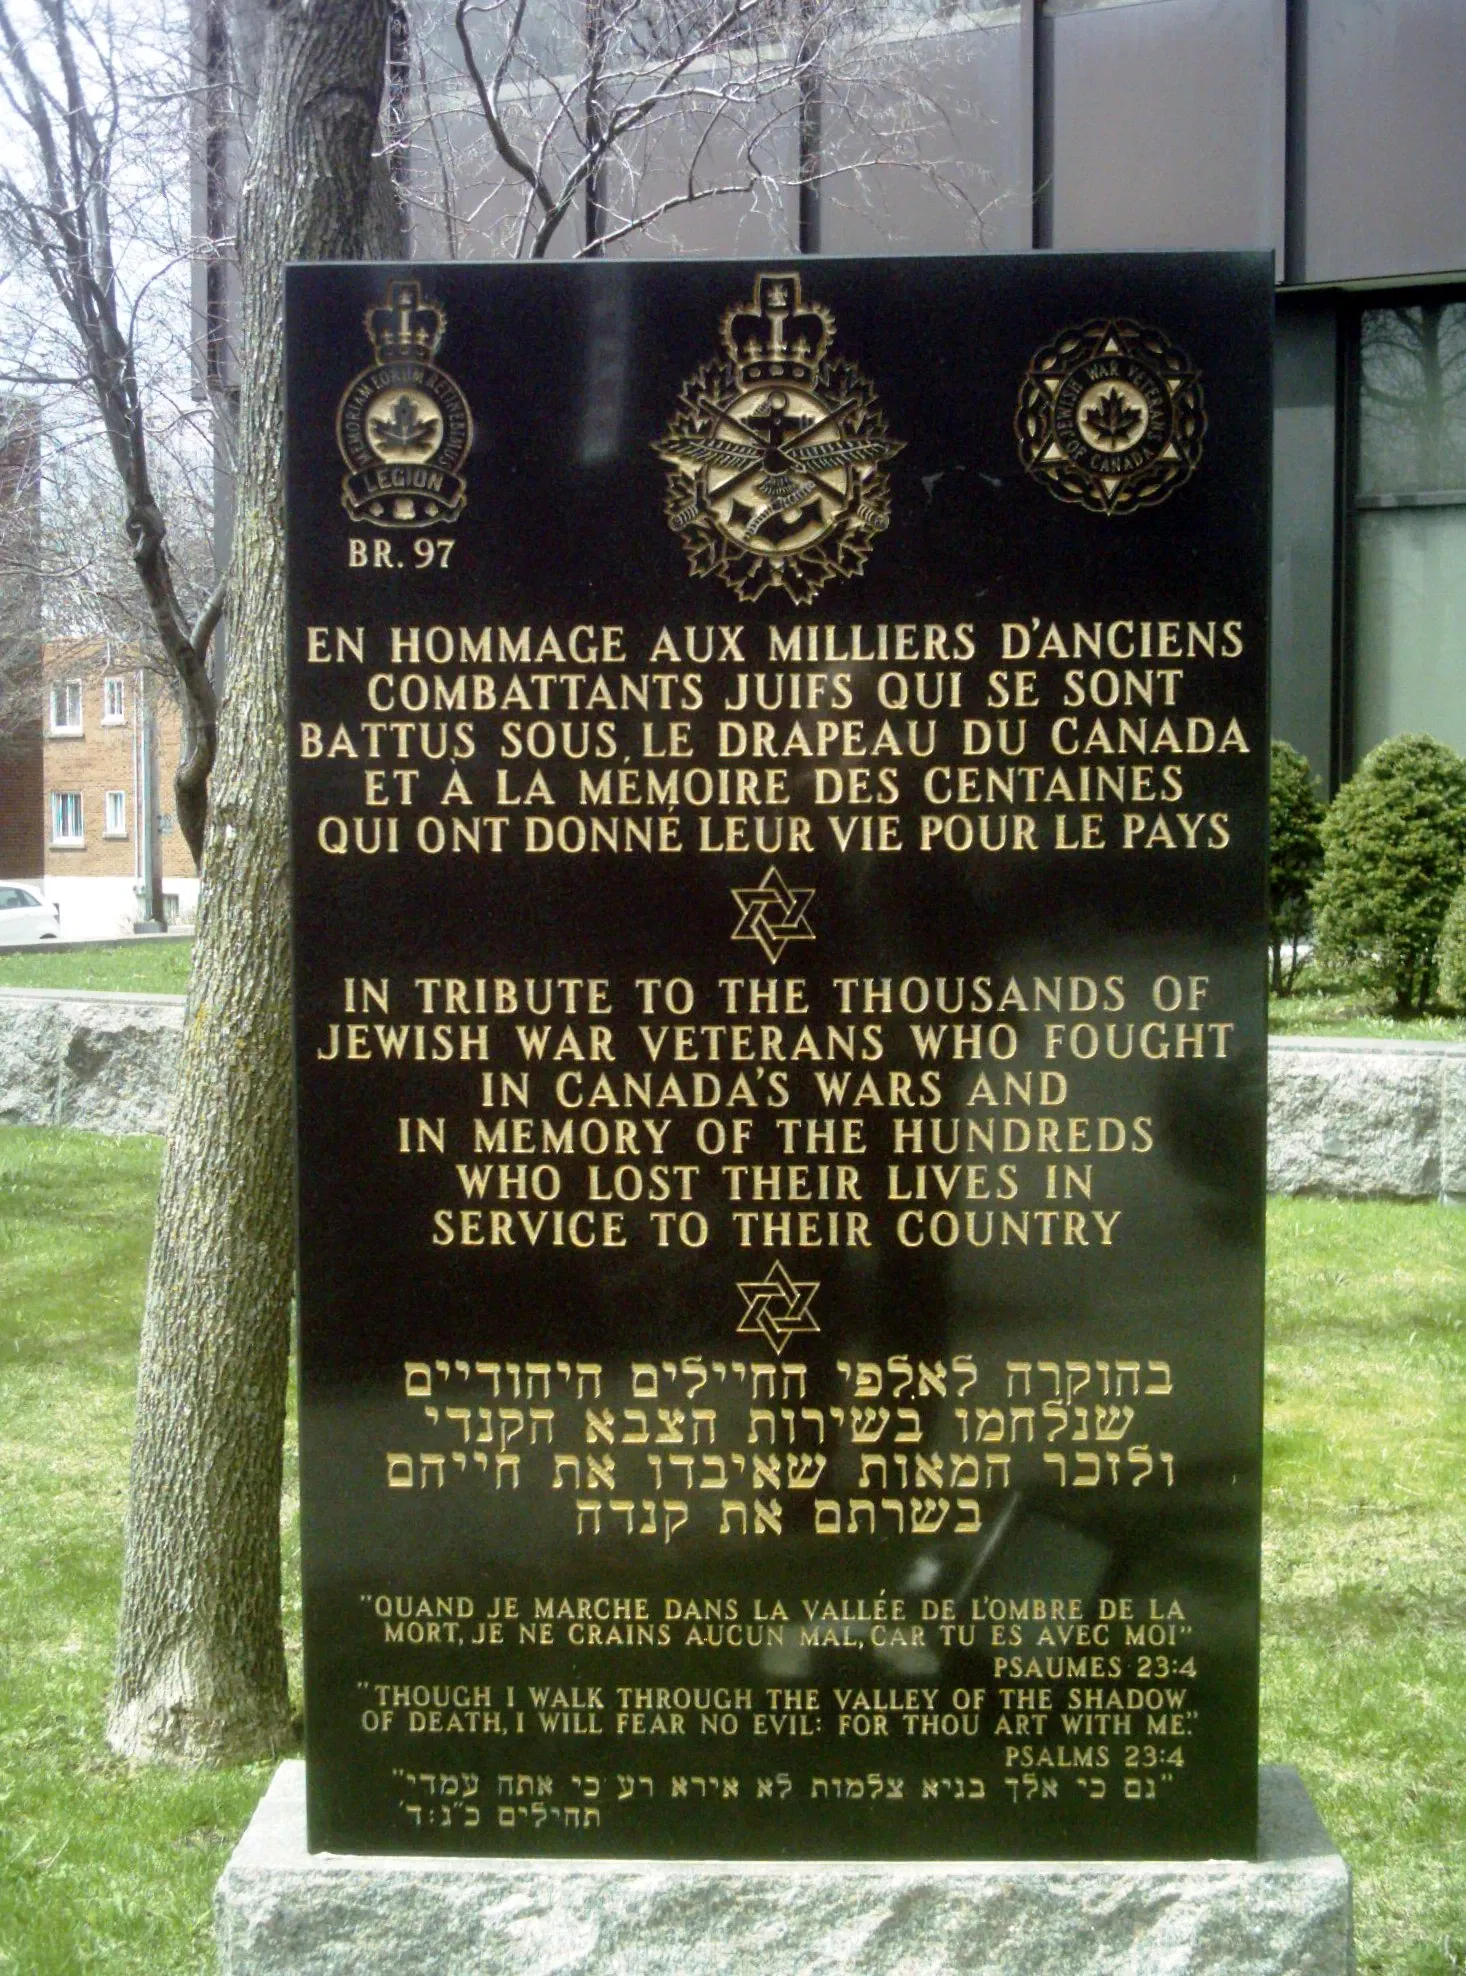 MEMORIAM EORUM RETINEBIMUS
LEGION
BR. 97
JEWISH WAR VETERANS
OF CANADA
EN HOMMAGE AUX MILLIERS D'ANCIENS
COMBATTANTS JUIFS QUI SE SONT
BATTUS SOUS LE DRAPEAU DU CANADA
ET À LA MÉMOIRE DES CENTAINES
QUI ONT DONNÉ LEUR VIE POUR LE PAYS
IN TRIBUTE TO THE THOUSANDS OF
JEWISH WAR VETERANS WHO FOUGHT
IN CANADA'S WARS AND
IN MEMORY OF THE HUNDREDS
WHO LOST THEIR LIVES IN
SERVICE TO THEIR COUNTRY
בהוקרה לאלפי החיילים היהודיים
שנלחמו בשירות הצבא הקנדי
ולזכר המאות שאיבדו את חייהם
בשרתם את קנדה
"QUAND JE MARCHE DANS LA VALLÉE DE L'OMBRE DE LA
MORT, JE NE CRAINS AUCUN MAL, CAR TU ES AVEC MOI"
PSAUMES 23:4
"THOUGH I WALK THROUGH THE VALLEY OF THE SHADOW
OF DEATH, I WILL FEAR NO EVIL: FOR THOU ART WITH ME."
PSALMS 23:4
"גם כי אלך בגיא צלמות לא אירא רע כי אתה עמדי"
תהילים כ"ג:ד'